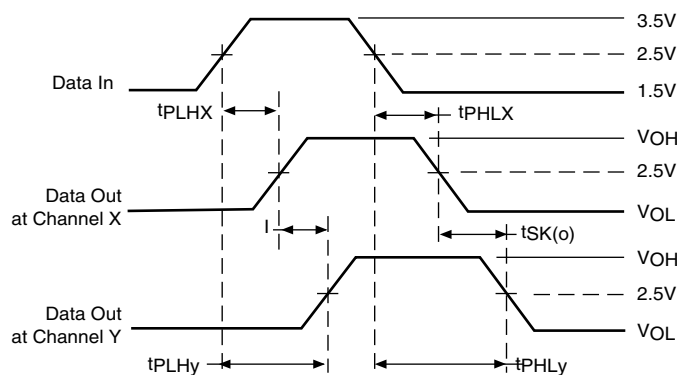 3.5V
2.5V
Data In
1.5V
tPLHX
tPHLX
VOH
2.5V
Data Out
at Channel X
VOL
I
tSK(o)
VOH
2.5V
Data Out
at Channel Y
VOL
tPLHy
tPHLy